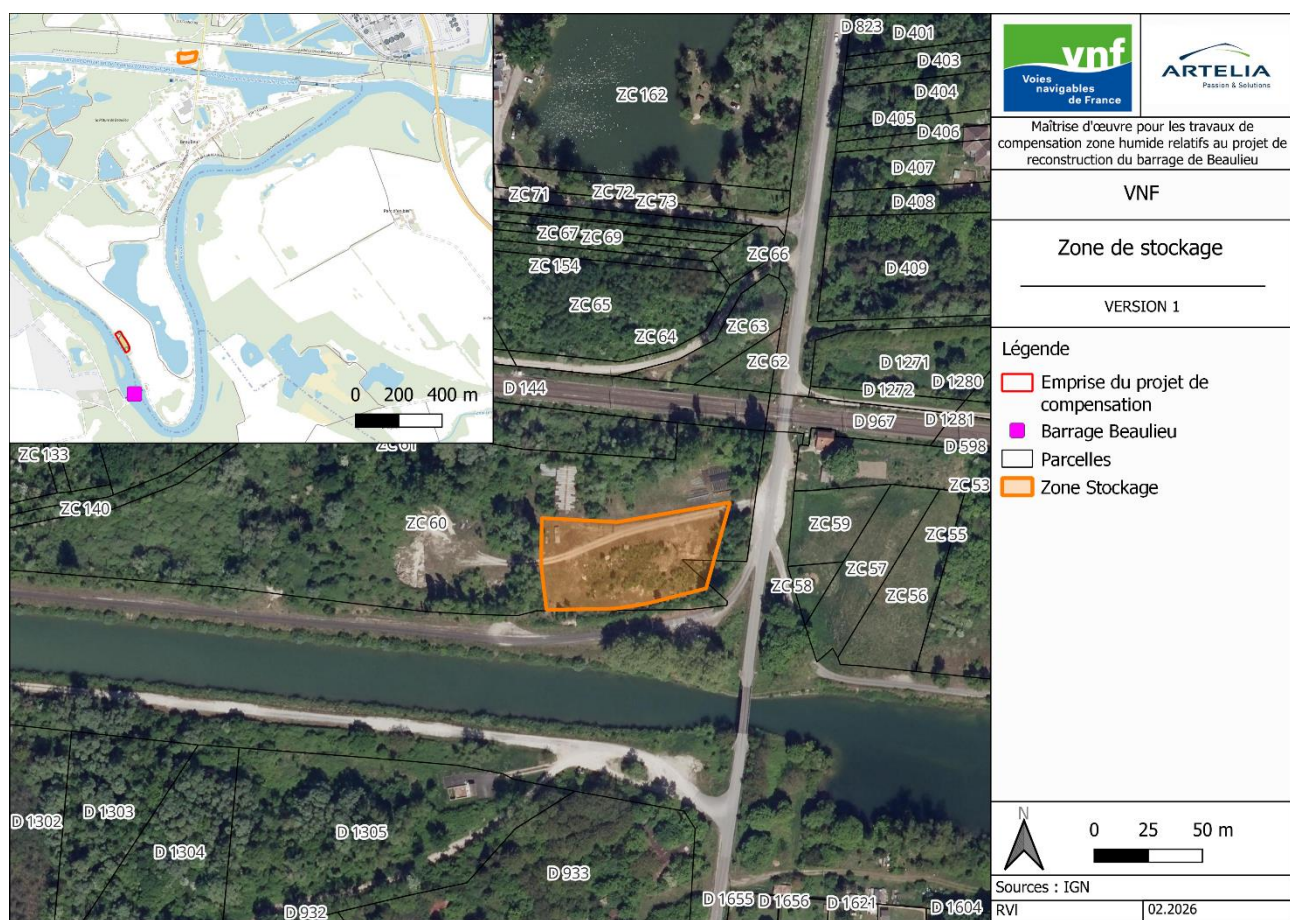 D 823
D 401
D 403
D 404
D 405
D 406
D 407
D 408
D 409
ZC 162
ZC 71
ZC 72
ZC 73
ZC 67
ZC 69
ZC 66
ZC 154
ZC 65
ZC 64
ZC 63
ZC 62
D 144
D 1271
D 1272
D 1280
D 967
D 1281
D 598
ZC 133
ZC 61
ZC 140
ZC 60
ZC 53
ZC 59
ZC 55
ZC 57
ZC 58
ZC 56
D 1302
D 1303
D 1304
D 1305
D 933
D 932
D 1655
D 1656
D 1621
D 1604
Beaulieu
0 200 400 m
vnf
Voies
navigables
de France
ARTELIA
Passion & Solutions
Maîtrise d'œuvre pour les travaux de
compensation zone humide relatifs au projet de
reconstruction du barrage de Beaulieu
VNF
Zone de stockage
VERSION 1
Légende
Emprise du projet de
compensation
Barrage Beaulieu
Parcelles
Zone Stockage
N
0 25 50 m
Sources : IGN
RVI
02.2026